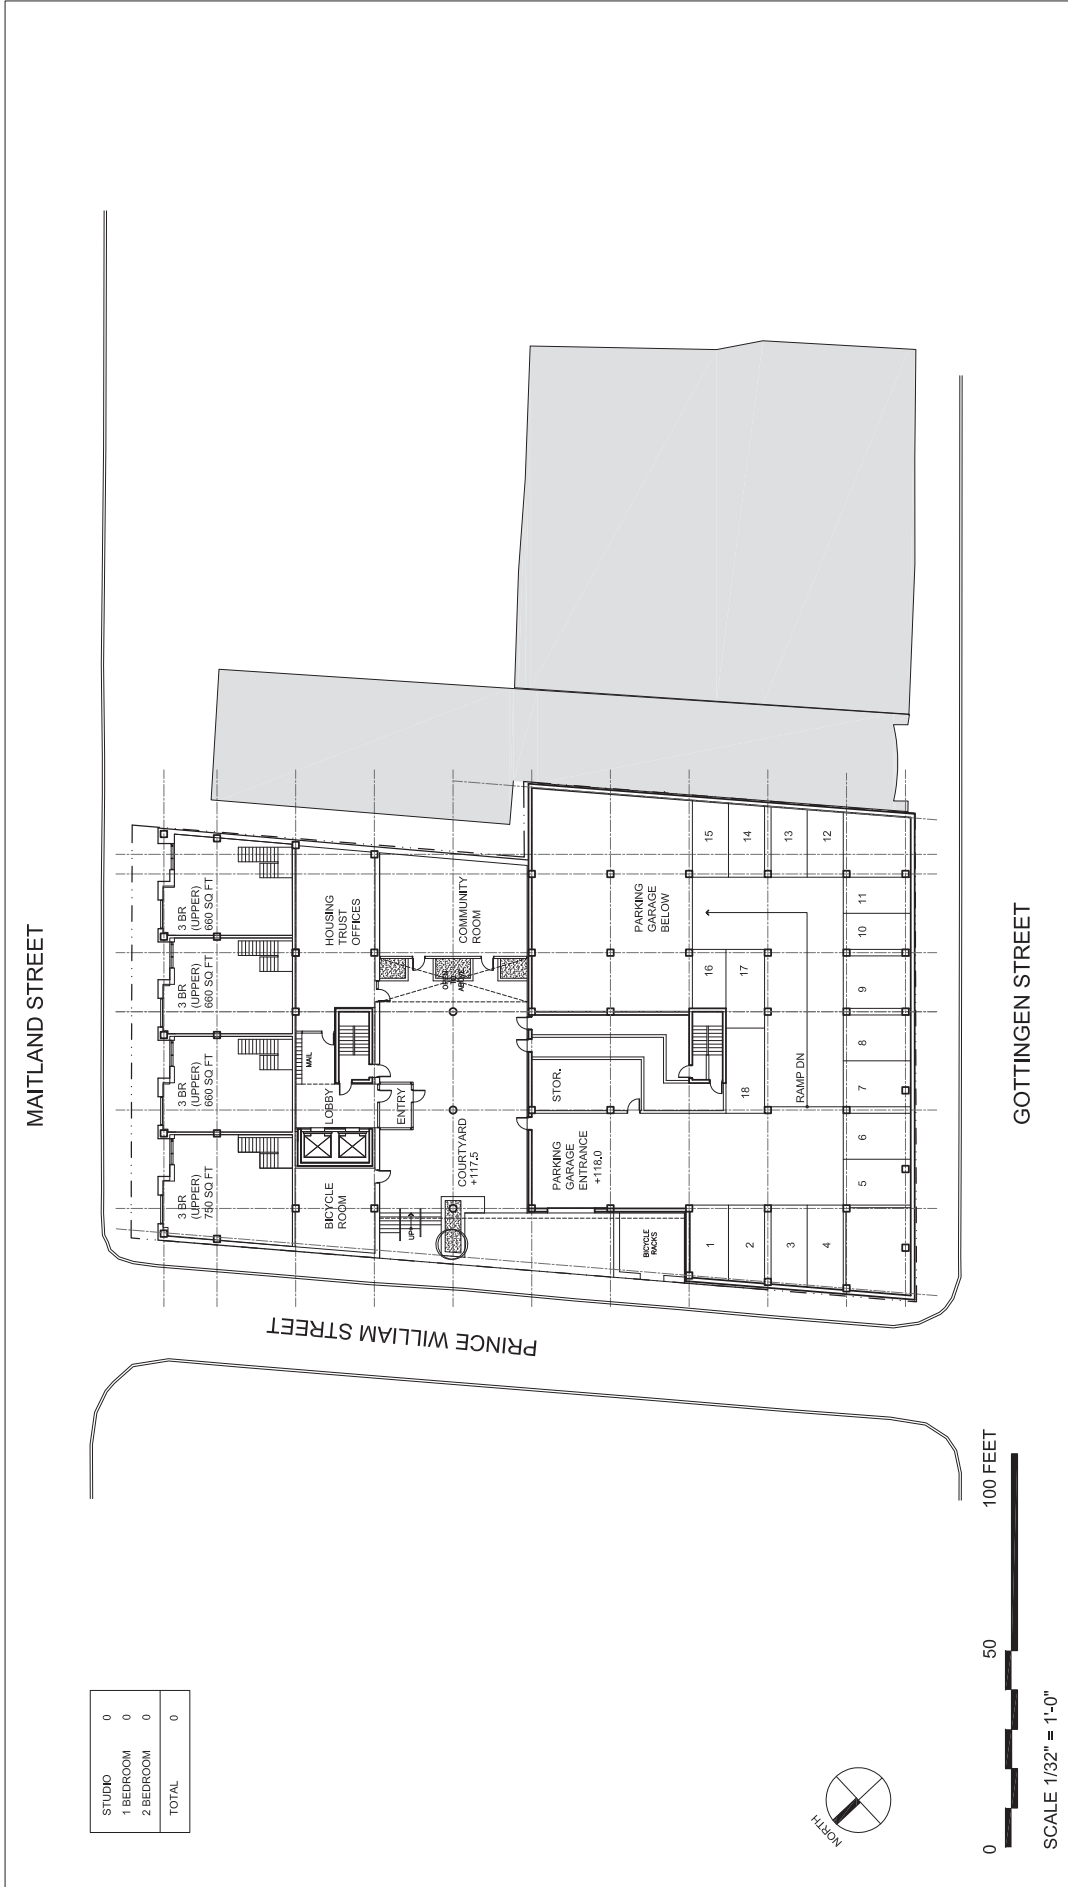 MAITLAND STREET
3 BR
(UPPER)
750 SQ FT
3 BR
(UPPER)
660 SQ FT
3 BR
(UPPER)
660 SQ FT
3 BR
(UPPER)
660 SQ FT
BICYCLE
ROOM
LOBBY
MAIL
HOUSING
TRUST
OFFICES
ENTRY
UP
COURTYARD
+117.5
OPEN
TO
ABOVE
COMMUNITY
ROOM
PARKING
GARAGE
ENTRANCE
+118.0
STOR.
PARKING
GARAGE
BELOW
BICYCLE
RACKS
1
2
3
4
5
6
7
8
9
10
11
12
13
14
15
16
17
18
RAMP DN
PRINCE WILLIAM STREET
GOTTINGEN STREET
STUDIO 0
1 BEDROOM 0
2 BEDROOM 0
TOTAL 0
NORTH
0 50 100 FEET
SCALE 1/32" = 1'-0"